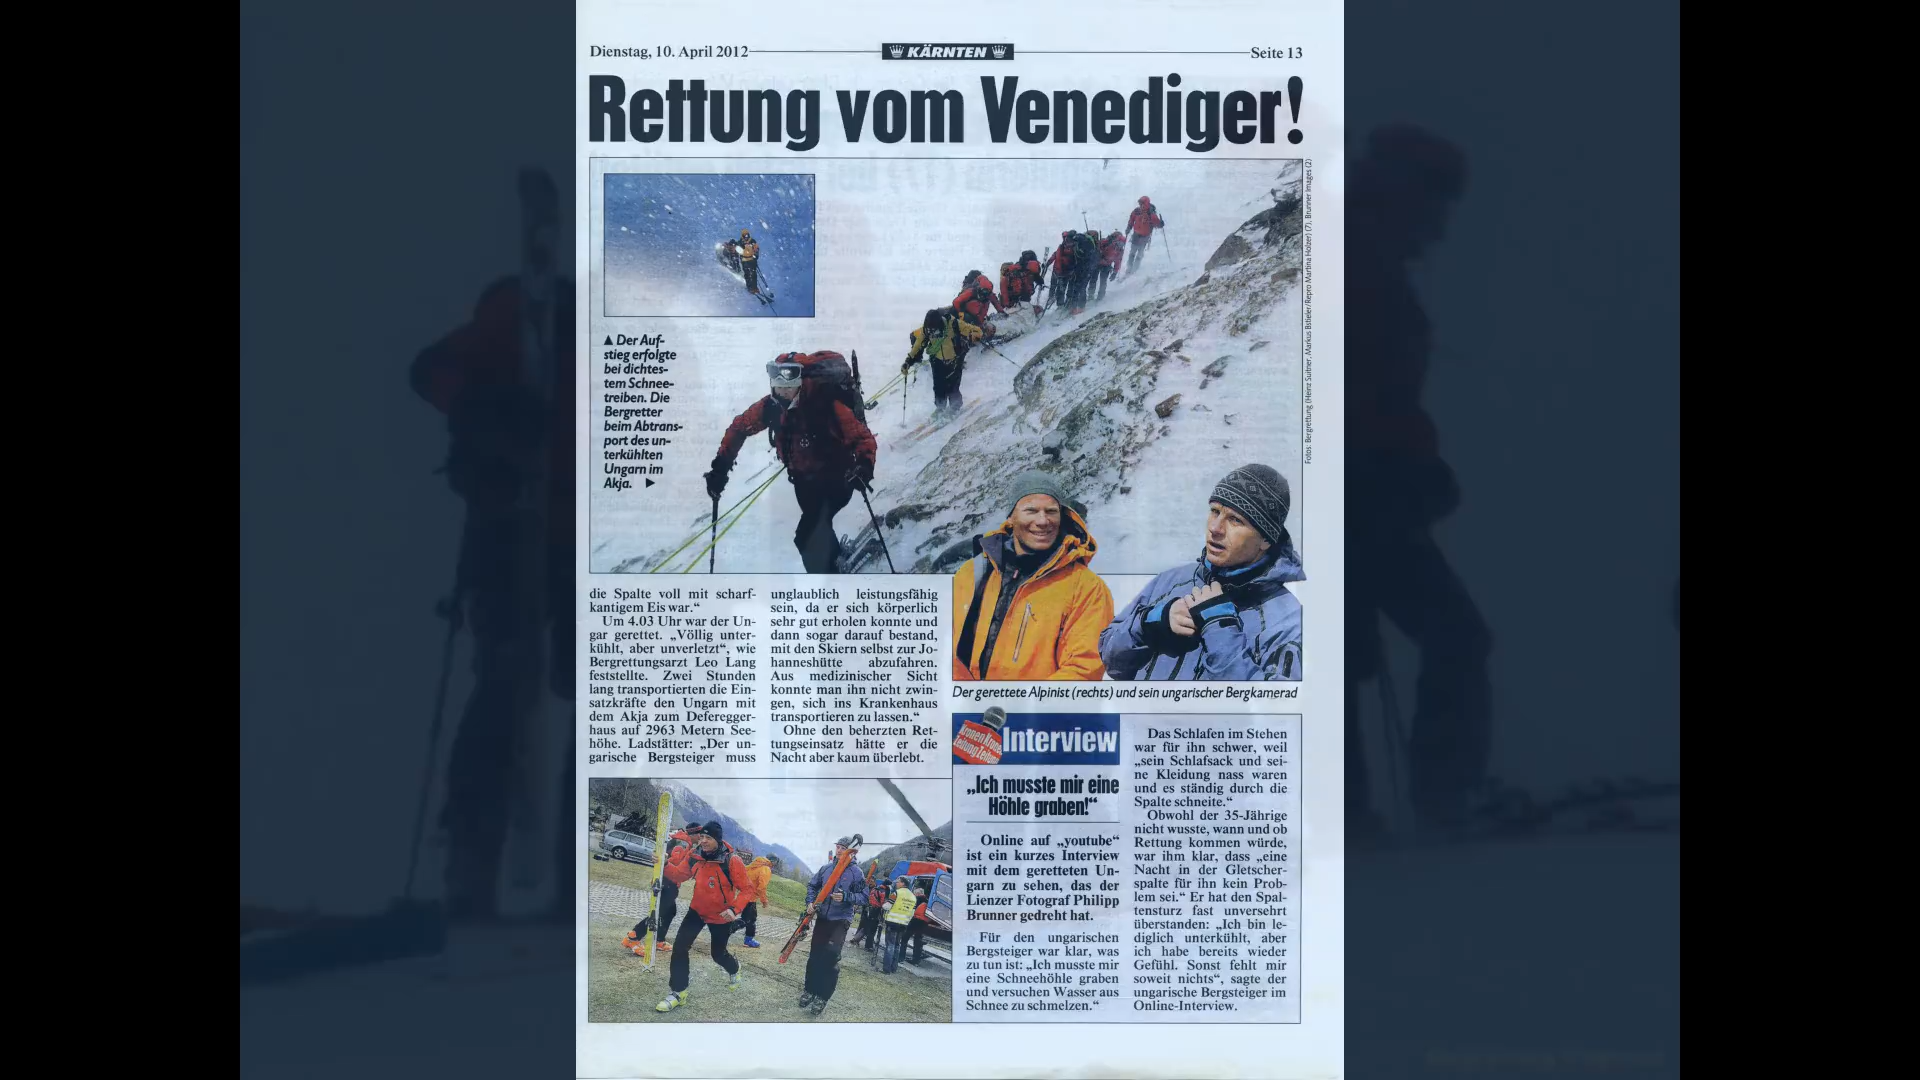 Dienstag, 10. April 2012
KÄRNTEN
Seite 13
Rettung vom Venediger!
▲ Der Auf-
stieg erfolgte
bei dichtes-
tem Schnee-
treiben. Die
Bergretter
beim Abtrans-
port des un-
terkühlten
Ungarn im
Akja. ►
Fotos: Bergrettung (Heinz Suitner, Markus Bstieler/Repro Martina Holzer) (7), Brunner Images (2)
die Spalte voll mit scharf-
kantigem Eis war.“
Um 4.03 Uhr war der Un-
gar gerettet. „Völlig unter-
kühlt, aber unverletzt“, wie
Bergrettungsarzt Leo Lang
feststellte. Zwei Stunden
lang transportierten die Ein-
satzkräfte den Ungarn mit
dem Akja zum Defereggger-
haus auf 2963 Metern See-
höhe. Ladstätter: „Der un-
garische Bergsteiger muss
unglaublich leistungsfähig
sein, da er sich körperlich
sehr gut erholen konnte und
dann sogar darauf bestand,
mit den Skiern selbst zur Jo-
hanneshütte abzufahren.
Aus medizinischer Sicht
konnte man ihn nicht zwin-
gen, sich ins Krankenhaus
transportieren zu lassen.“
Ohne den beherzten Ret-
tungseinsatz hätte er die
Nacht aber kaum überlebt.
Der gerettete Alpinist (rechts) und sein ungarischer Bergkamerad
Interview
„Ich musste mir eine
Höhle graben!“
Online auf „youtube“
ist ein kurzes Interview
mit dem geretteten Un-
garn zu sehen, das der
Lienzer Fotograf Philipp
Brunner gedreht hat.
Für den ungarischen
Bergsteiger war klar, was
zu tun ist: „Ich musste mir
eine Schneehöhle graben
und versuchen Wasser aus
Schnee zu schmelzen.“
Das Schlafen im Stehen
war für ihn schwer, weil
„sein Schlafsack und sei-
ne Kleidung nass waren
und es ständig durch die
Spalte schneite.“
Obwohl der 35-Jährige
nicht wusste, wann und ob
Rettung kommen würde,
war ihm klar, dass „eine
Nacht in der Gletscher-
spalte für ihn kein Prob-
lem sei.“ Er hat den Spal-
tensturz fast unversehrt
überstanden: „Ich bin le-
diglich unterkühlt, aber
ich habe bereits wieder
Gefühl. Sonst fehlt mir
soweit nichts“, sagte der
ungarische Bergsteiger im
Online-Interview.